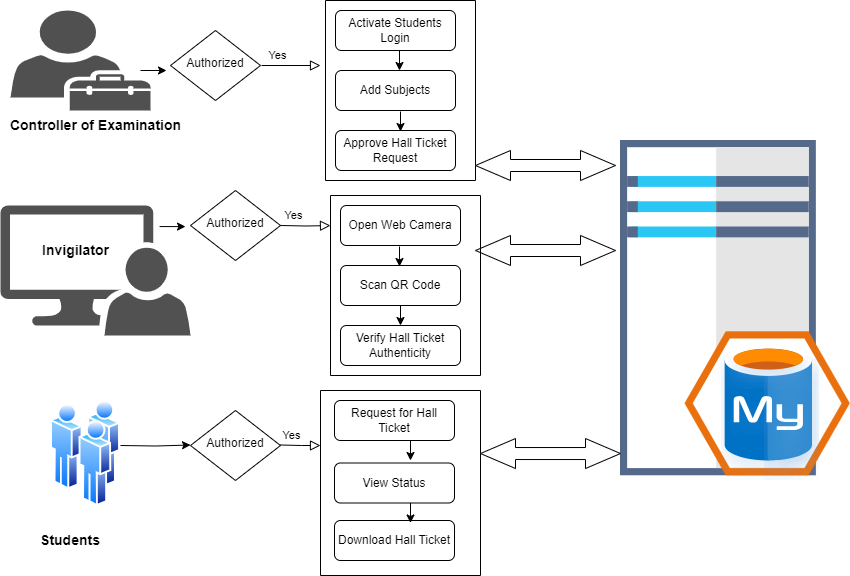 Activate Students
Login
Yes
Authorized
Add Subjects
Controller of Examination
Approve Hall Ticket
Request
Yes
Authorized
Open Web Camera
Invigilator
Scan QR Code
Verify Hall Ticket
Authenticity
Request for Hall
Ticket
Yes
Authorized
View Status
Students
Download Hall Ticket
My